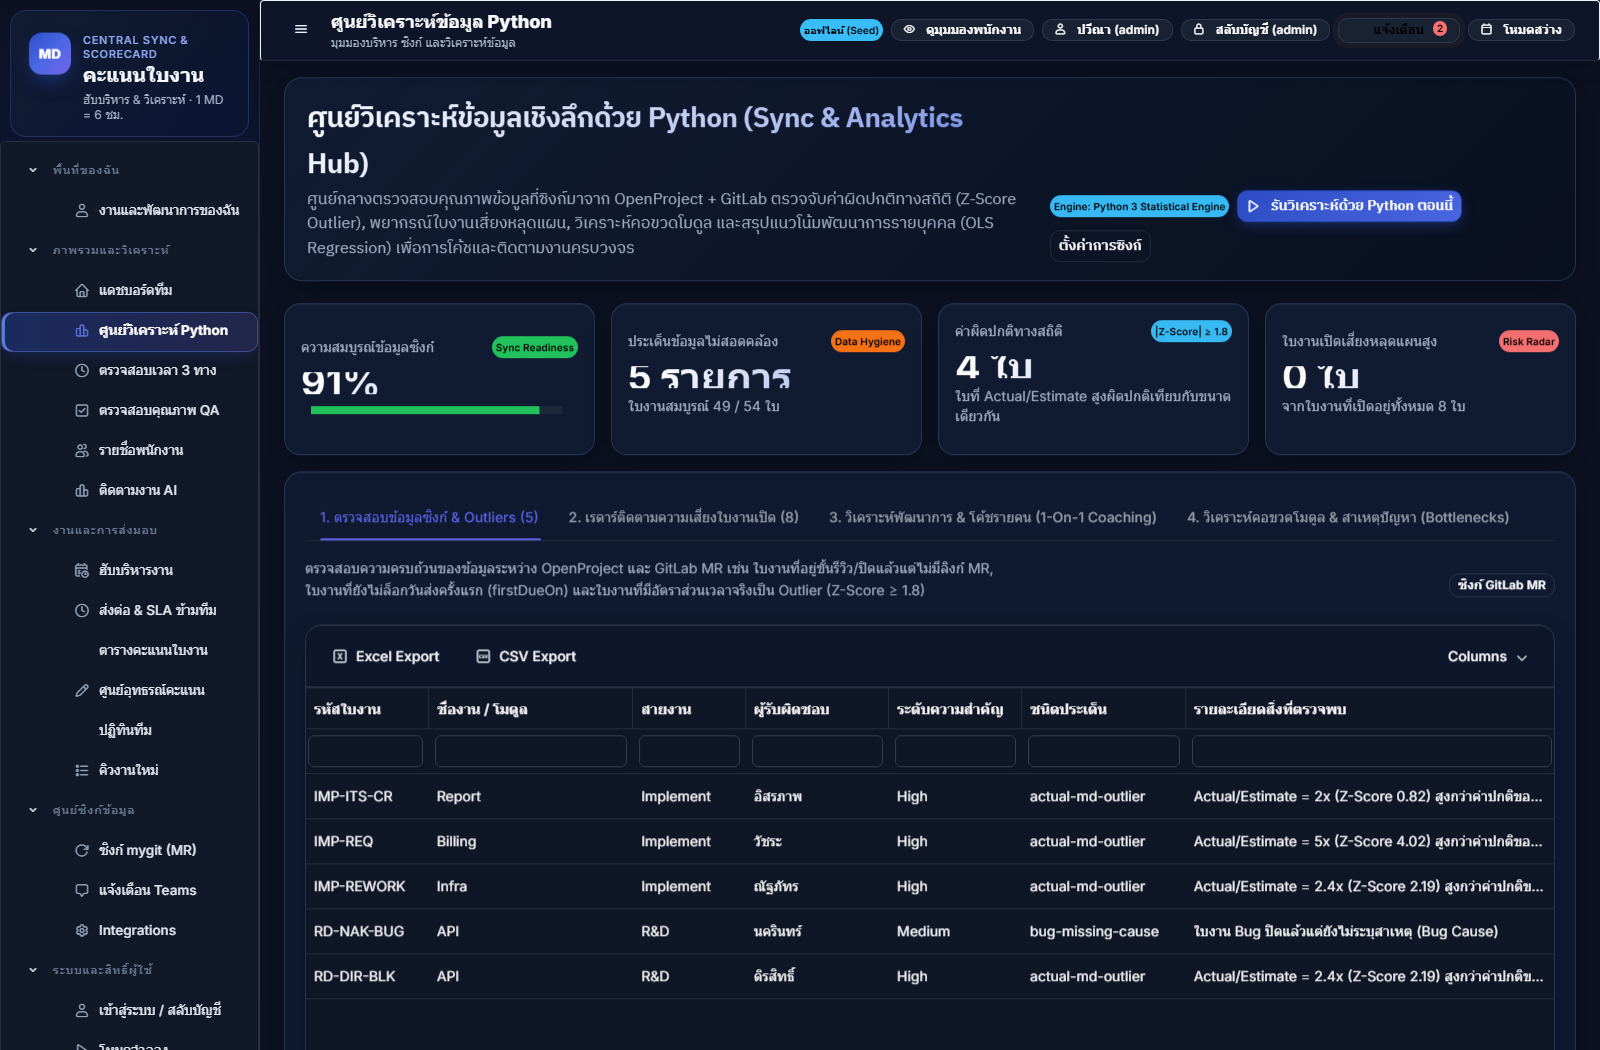 MD
CENTRAL SYNC &
SCORECARD
คะแนนใบงาน
ฮับบริหาร & วิเคราะห์ · 1 MD
= 6 ชม.
พื้นที่ของฉัน
งานและพัฒนาการของฉัน
ภาพรวมและวิเคราะห์
แดชบอร์ดทีม
ศูนย์วิเคราะห์ Python
ตรวจสอบเวลา 3 ทาง
ตรวจสอบคุณภาพ QA
รายชื่อพนักงาน
ติดตามงาน AI
งานและการส่งมอบ
ฮับบริหารงาน
ส่งต่อ & SLA ข้ามทีม
ตารางคะแนนใบงาน
ศูนย์อุทธรณ์คะแนน
ปฏิทินทีม
คิวงานใหม่
ศูนย์ซิงก์ข้อมูล
ซิงก์ mygit (MR)
แจ้งเตือน Teams
Integrations
ระบบและสิทธิ์ผู้ใช้
เข้าสู่ระบบ / สลับบัญชี
ศูนย์วิเคราะห์ข้อมูล Python
มุมมองบริหาร ซิงก์ และวิเคราะห์ข้อมูล
ออฟไลน์ (Seed)
ดูมุมมองพนักงาน
ปวีณา (admin)
สลับบัญชี (admin)
แจ้งเตือน 2
โหมดสว่าง
ศูนย์วิเคราะห์ข้อมูลเชิงลึกด้วย Python (Sync & Analytics
Hub)
ศูนย์กลางตรวจสอบคุณภาพข้อมูลที่ซิงก์มาจาก OpenProject + GitLab ตรวจจับค่าผิดปกติทางสถิติ (Z-Score
Outlier), พยากรณ์ใบงานเสี่ยงหลุดแผน, วิเคราะห์คอขวดโมดูล และสรุปแนวโน้มพัฒนาการรายบุคคล (OLS
Regression) เพื่อการโค้ชและติดตามงานครบวงจร
Engine: Python 3 Statistical Engine
รันวิเคราะห์ด้วย Python ตอนนี้
ตั้งค่าการซิงก์
ความสมบูรณ์ข้อมูลซิงก์
Sync Readiness
91%
ประเด็นข้อมูลไม่สอดคล้อง
Data Hygiene
5 รายการ
ใบงานสมบูรณ์ 49 / 54 ใบ
ค่าผิดปกติทางสถิติ
|Z-Score| ≥ 1.8
4 ใบ
ใบที่ Actual/Estimate สูงผิดปกติเทียบกับขนาด
เดียวกัน
ใบงานเปิดเสี่ยงหลุดแผนสูง
Risk Radar
0 ใบ
จากใบงานที่เปิดอยู่ทั้งหมด 8 ใบ
1. ตรวจสอบข้อมูลซิงก์ & Outliers (5)
2. เรดาร์ติดตามความเสี่ยงใบงานเปิด (8)
3. วิเคราะห์พัฒนาการ & โค้ชรายคน (1-On-1 Coaching)
4. วิเคราะห์คอขวดโมดูล & สาเหตุปัญหา (Bottlenecks)
ตรวจสอบความครบถ้วนของข้อมูลระหว่าง OpenProject และ GitLab MR เช่น ใบงานที่อยู่ขั้นรีวิว/ปิดแล้วแต่ไม่มีลิงก์ MR,
ใบงานที่ยังไม่ล็อกวันส่งครั้งแรก (firstDueOn) และใบงานที่มีอัตราส่วนเวลาจริงเป็น Outlier (Z-Score ≥ 1.8)
ซิงก์ GitLab MR
Excel Export
CSV Export
Columns
รหัสใบงาน ชื่องาน / โมดูล สายงาน ผู้รับผิดชอบ ระดับความสำคัญ ชนิดประเด็น รายละเอียดสิ่งที่ตรวจพบ
IMP-ITS-CR Report Implement อิสรภาพ High actual-md-outlier Actual/Estimate = 2x (Z-Score 0.82) สูงกว่าค่าปกติขอ...
IMP-REQ Billing Implement วัชระ High actual-md-outlier Actual/Estimate = 5x (Z-Score 4.02) สูงกว่าค่าปกติขอ...
IMP-REWORK Infra Implement ณัฐภัทร High actual-md-outlier Actual/Estimate = 2.4x (Z-Score 2.19) สูงกว่าค่าปกติข...
RD-NAK-BUG API R&D นครินทร์ Medium bug-missing-cause ใบงาน Bug ปิดแล้วแต่ยังไม่ระบุสาเหตุ (Bug Cause)
RD-DIR-BLK API R&D ดิรสิทธิ์ High actual-md-outlier Actual/Estimate = 2.4x (Z-Score 2.19) สูงกว่าค่าปกติข...